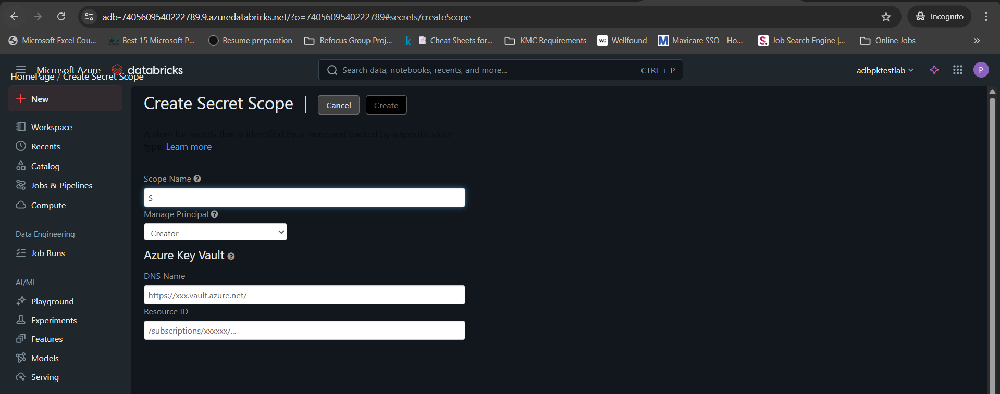 adb-7405609540222789.9.azuredatabricks.net/?o=7405609540222789#secrets/createScope
Incognito
Microsoft Excel Cou...
Best 15 Microsoft P...
Resume preparation
Refocus Group Proj...
k
Cheat Sheets for...
KMC Requirements
w:
Wellfound
M
Maxicare SSO - Ho...
S.
Job Search Engine |...
Online Jobs
»
Microsoft Azure
databricks
HomePage / Create Secret Scope
Search data, notebooks, recents, and more...
CTRL + P
adbpktestlab
P
New
Workspace
Recents
Catalog
Jobs & Pipelines
Compute
Data Engineering
Job Runs
AI/ML
Playground
Experiments
Features
Models
Serving
Create Secret Scope
Cancel
Create
A store for secrets that is identified by a name and backed by a specific store
type. Learn more
Scope Name ?
S
Manage Principal ?
Creator
Azure Key Vault ?
DNS Name
https://xxx.vault.azure.net/
Resource ID
/subscriptions/xxxxxx/...